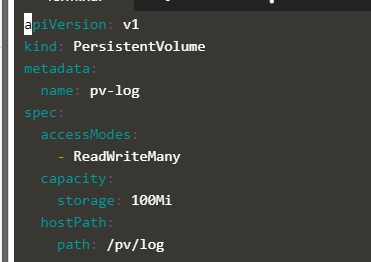 apiVersion: v1
kind: PersistentVolume
metadata:
  name: pv-log
spec:
  accessModes:
    - ReadWriteMany
  capacity:
    storage: 100Mi
  hostPath:
    path: /pv/log